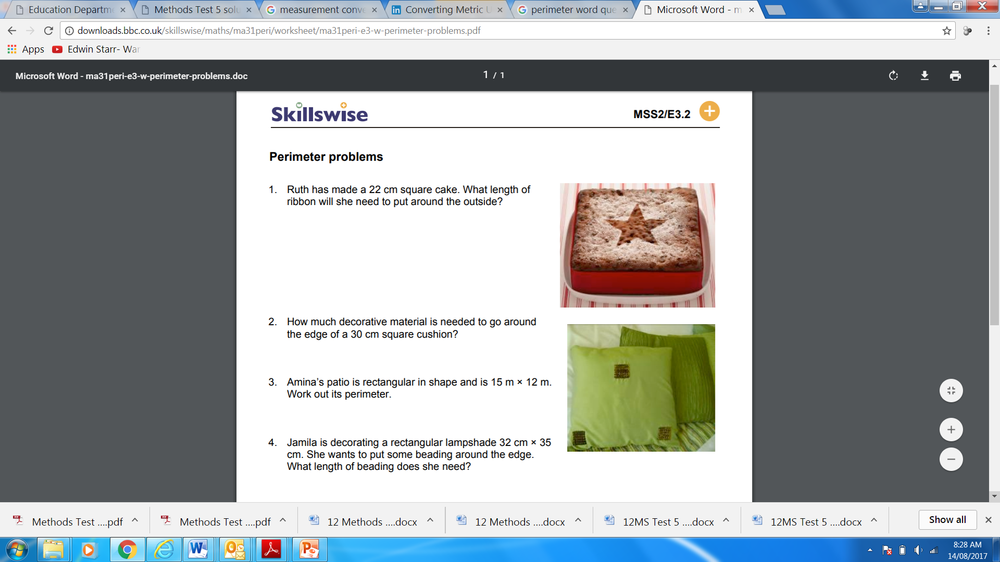 Education Departme
Methods Test 5 solu
measurement conve
Converting Metric U
perimeter word que
Microsoft Word - m
downloads.bbc.co.uk/skillswise/maths/ma31peri/worksheet/ma31peri-e3-w-perimeter-problems.pdf
Apps
Edwin Starr- War
Microsoft Word - ma31peri-e3-w-perimeter-problems.doc
1 / 1
Skillswise
MSS2/E3.2
Perimeter problems
1. Ruth has made a 22 cm square cake. What length of
ribbon will she need to put around the outside?
2. How much decorative material is needed to go around
the edge of a 30 cm square cushion?
3. Amina's patio is rectangular in shape and is 15 m × 12 m.
Work out its perimeter.
4. Jamila is decorating a rectangular lampshade 32 cm × 35
cm. She wants to put some beading around the edge.
What length of beading does she need?
Methods Test ....pdf
Methods Test ....pdf
12 Methods ....docx
12 Methods ....docx
12MS Test 5 ....docx
12MS Test 5 ....docx
Show all
8:28 AM
14/08/2017